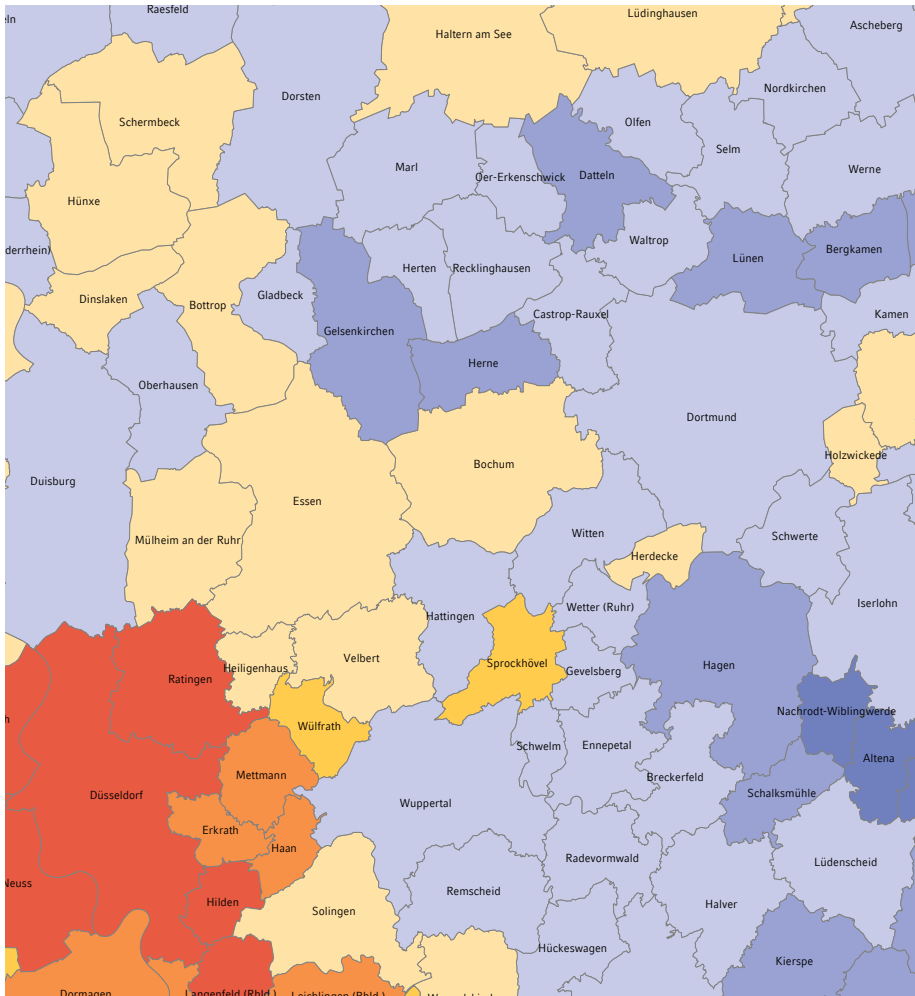 Raesfeld
Lüdinghausen
Ascheberg
Haltern am See
Nordkirchen
Dorsten
Schermbeck
Olfen
Selm
Marl
Werne
Oer-Erkenschwick
Datteln
Hünxe
Waltrop
derrhein)
Bergkamen
Lünen
Herten
Recklinghausen
Gladbeck
Dinslaken
Bottrop
Castrop-Rauxel
Kamen
Gelsenkirchen
Herne
Oberhausen
Dortmund
Holzwickede
Bochum
Duisburg
Essen
Witten
Schwerte
Mülheim an der Ruhr
Herdecke
Iserlohn
Wetter (Ruhr)
Hattingen
Velbert
Sprockhövel
Hagen
Heiligenhaus
Gevelsberg
Ratingen
Nachrodt-Wiblingwerde
Wülfrath
Schwelm
Ennepetal
Altena
Mettmann
Breckerfeld
Düsseldorf
Schalksmühle
Wuppertal
Erkrath
Haan
Radevormwald
Lüdenscheid
Neuss
Remscheid
Hilden
Halver
Solingen
Hückeswagen
Kierspe
Dormagen
Langenfeld (Rhld.)
Leichlingen (Rhld.)